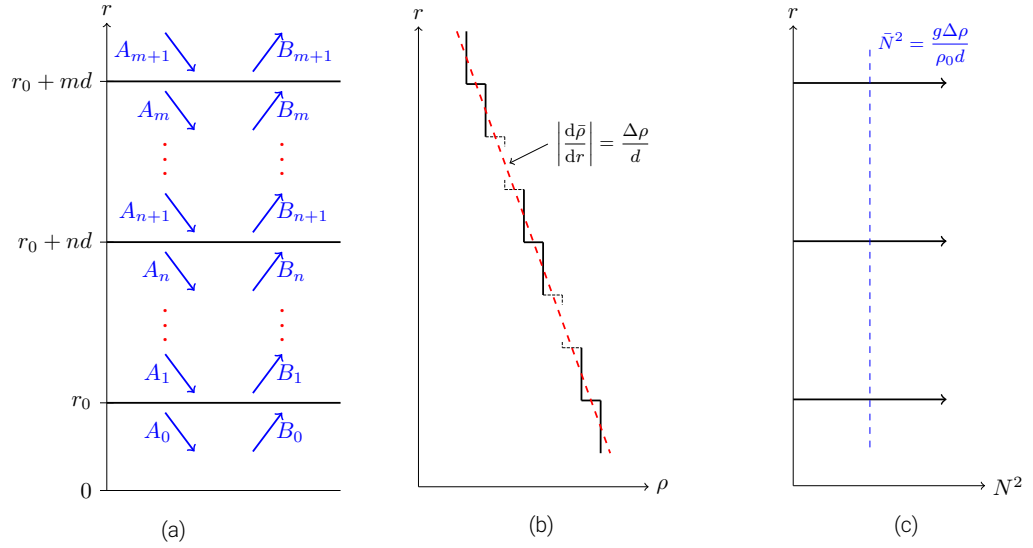 r
A_{m+1} B_{m+1}
r_0 + md
A_m B_m
A_{n+1} B_{n+1}
r_0 + nd
A_n B_n
A_1 B_1
r_0
A_0 B_0
0
(a)
r
|dρ̄/dr| = Δρ/d
ρ
(b)
r
N̄^2 = gΔρ/ρ_0d
N^2
(c)